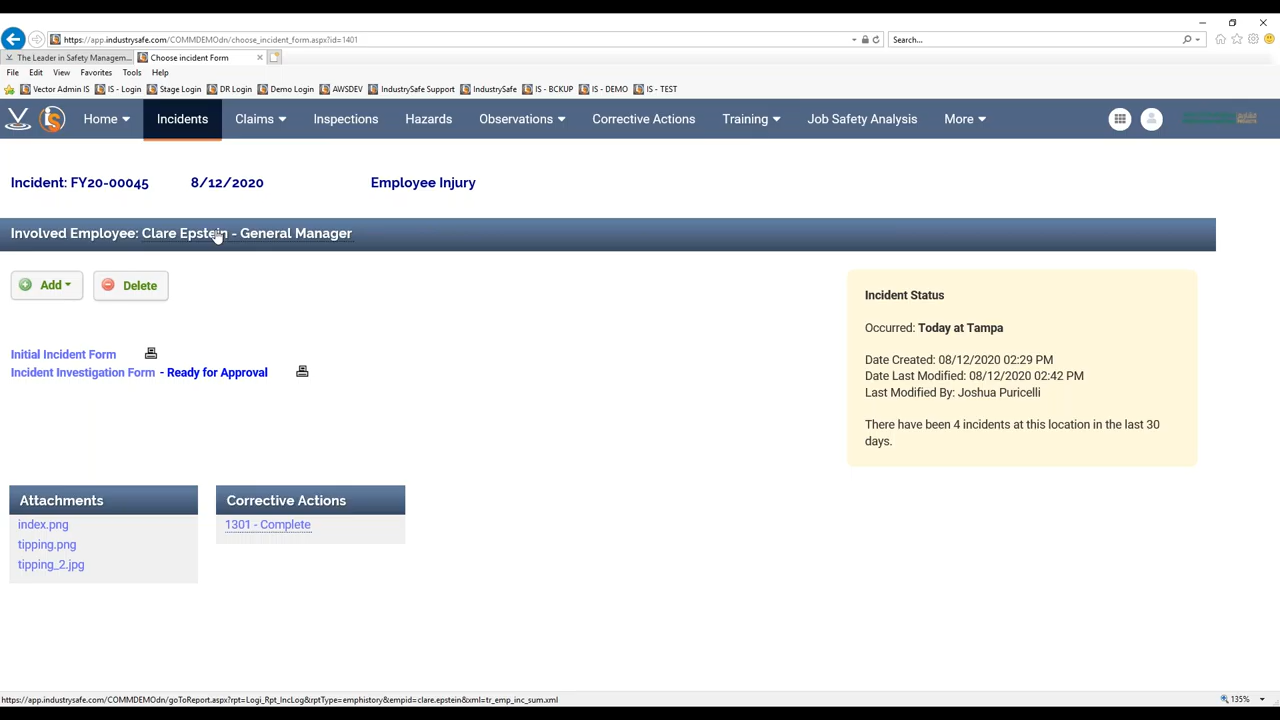 https://app.industrysafe.com/COMMDEMOdn/choose_incident_form.aspx?id=1401
Search...
The Leader in Safety Managem...
Choose incident Form
File Edit View Favorites Tools Help
Vector Admin IS IS - Login Stage Login DR Login Demo Login AWSDEV IndustrySafe Support IndustrySafe IS - BCKUP IS - DEMO IS - TEST
Home Incidents Claims Inspections Hazards Observations Corrective Actions Training Job Safety Analysis More
Incident: FY20-00045 8/12/2020 Employee Injury
Involved Employee: Clare Epstein - General Manager
Add Delete
Incident Status
Occurred: Today at Tampa
Initial Incident Form
Incident Investigation Form - Ready for Approval
Date Created: 08/12/2020 02:29 PM
Date Last Modified: 08/12/2020 02:42 PM
Last Modified By: Joshua Puricelli
There have been 4 incidents at this location in the last 30
days.
Attachments
index.png
tipping.png
tipping_2.jpg
Corrective Actions
1301 - Complete
https://app.industrysafe.com/COMMDEMOdn/goToReport.aspx?rpt=Logi_Rpt_IncLog&rptType=emphistory&empid=clare.epstein&xml=tr_emp_inc_sum.xml
135%